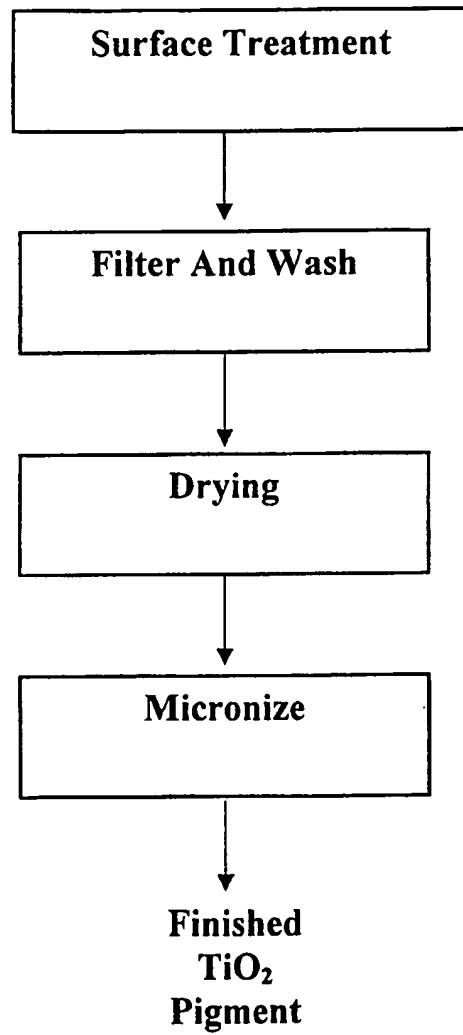 Surface Treatment
Filter And Wash
Drying
Micronize
Finished
TiO₂
Pigment